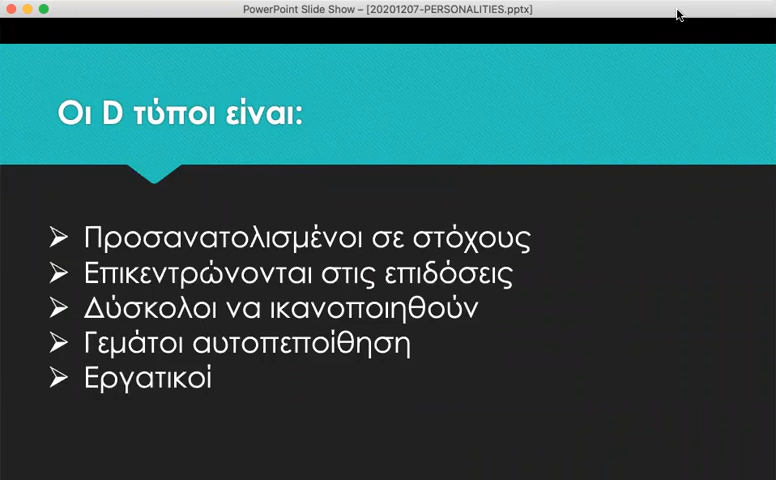 PowerPoint Slide Show – [20201207-PERSONALITIES.pptx]
Οι D τύποι είναι:
➢ Προσανατολισμένοι σε στόχους
➢ Επικεντρώνονται στις επιδόσεις
➢ Δύσκολοι να ικανοποιηθούν
➢ Γεμάτοι αυτοπεποίθηση
➢ Εργατικοί